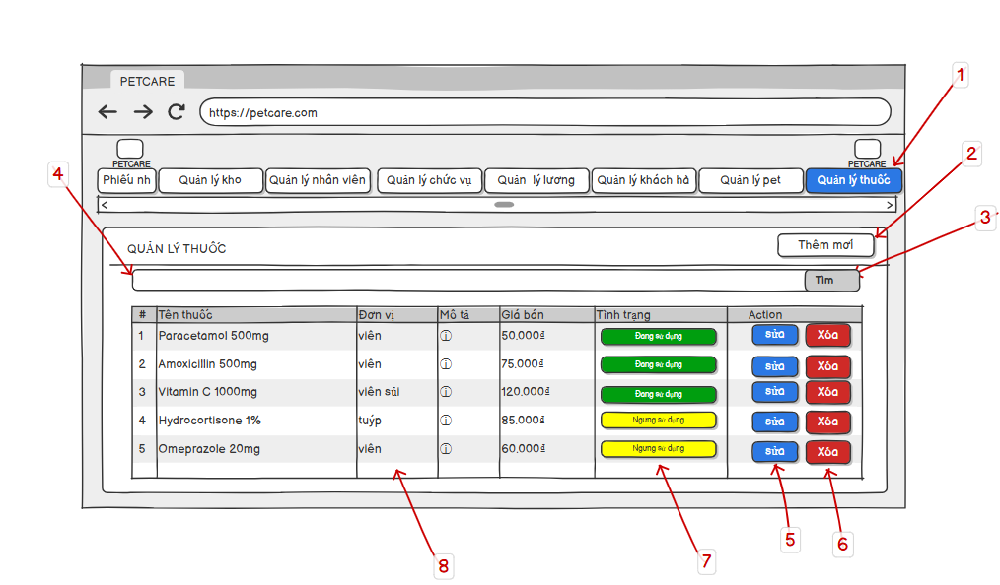 PETCARE
https://petcare.com
PETCARE PETCARE
Phiếu nh Quản lý kho Quản lý nhân viên Quản lý chức vụ Quản lý lương Quản lý khách hà Quản lý pet Quản lý thuốc
QUẢN LÝ THUỐC Thêm mơí
Tìm
# Tên thuốc Đơn vị Mô tả Giá bán Tình trạng Action
1 Paracetamol 500mg viên ⓘ 50.000₫ Đang sử dụng sửa Xóa
2 Amoxicillin 500mg viên ⓘ 75.000₫ Đang sử dụng sửa Xóa
3 Vitamin C 1000mg viên sủi ⓘ 120.000₫ Đang sử dụng sửa Xóa
4 Hydrocortisone 1% tuýp ⓘ 85.000₫ Ngưng sử dụng sửa Xóa
5 Omeprazole 20mg viên ⓘ 60.000₫ Ngưng sử dụng sửa Xóa
1
2
3
4
5
6
7
8